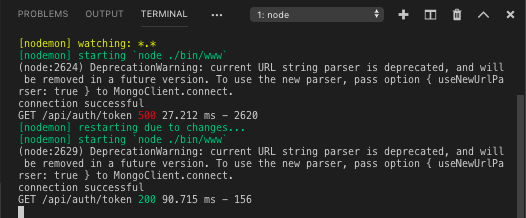 PROBLEMS OUTPUT TERMINAL ••• 1: node
[nodemon] watching: *.*
[nodemon] starting `node ./bin/www`
(node:2624) DeprecationWarning: current URL string parser is deprecated, and will
be removed in a future version. To use the new parser, pass option { useNewUrlPa
rser: true } to MongoClient.connect.
connection successful
GET /api/auth/token 500 27.212 ms - 2620
[nodemon] restarting due to changes...
[nodemon] starting `node ./bin/www`
(node:2629) DeprecationWarning: current URL string parser is deprecated, and will
be removed in a future version. To use the new parser, pass option { useNewUrlPa
rser: true } to MongoClient.connect.
connection successful
GET /api/auth/token 200 90.715 ms - 156